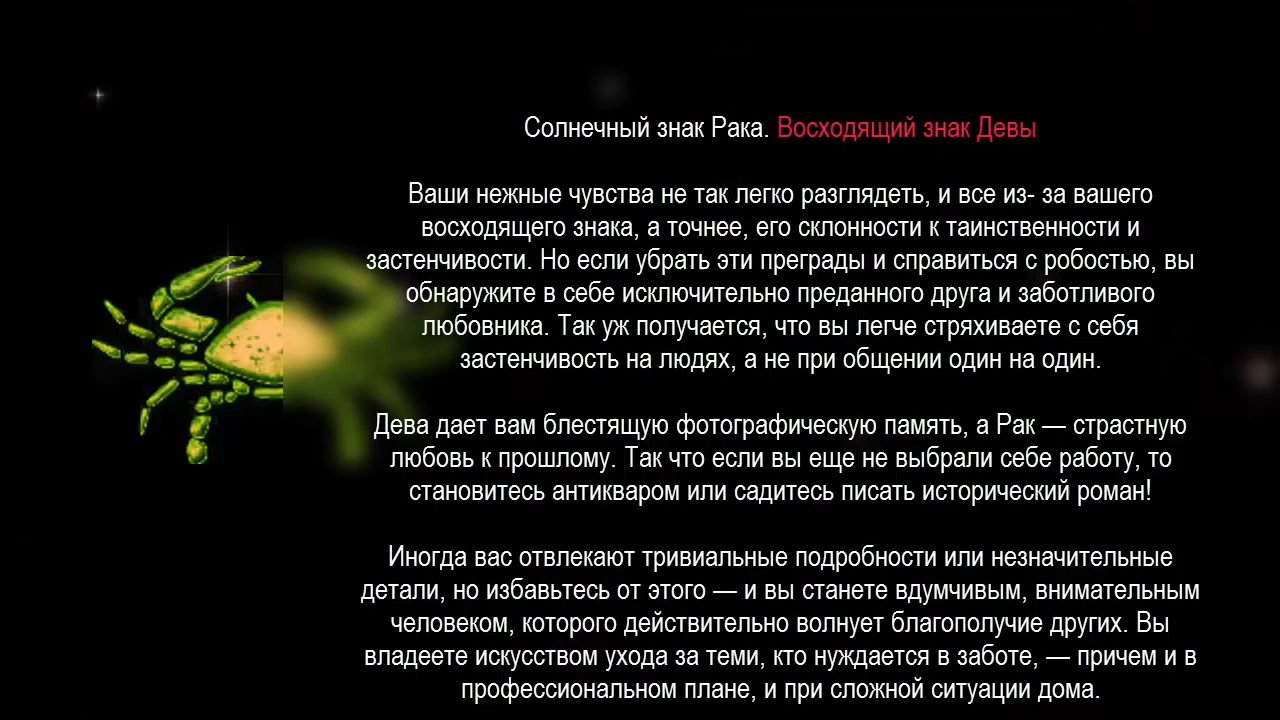 Солнечный знак Рака. Восходящий знак Девы
Ваши нежные чувства не так легко разглядеть, и все из- за вашего
восходящего знака, а точнее, его склонности к таинственности и
застенчивости. Но если убрать эти преграды и справиться с робостью, вы
обнаружите в себе исключительно преданного друга и заботливого
любовника. Так уж получается, что вы легче стряхиваете с себя
застенчивость на людях, а не при общении один на один.
Дева дает вам блестящую фотографическую память, а Рак — страстную
любовь к прошлому. Так что если вы еще не выбрали себе работу, то
становитесь антикваром или садитесь писать исторический роман!
Иногда вас отвлекают тривиальные подробности или незначительные
детали, но избавьтесь от этого — и вы станете вдумчивым, внимательным
человеком, которого действительно волнует благополучие других. Вы
владеете искусством ухода за теми, кто нуждается в заботе, — причем и в
профессиональном плане, и при сложной ситуации дома.